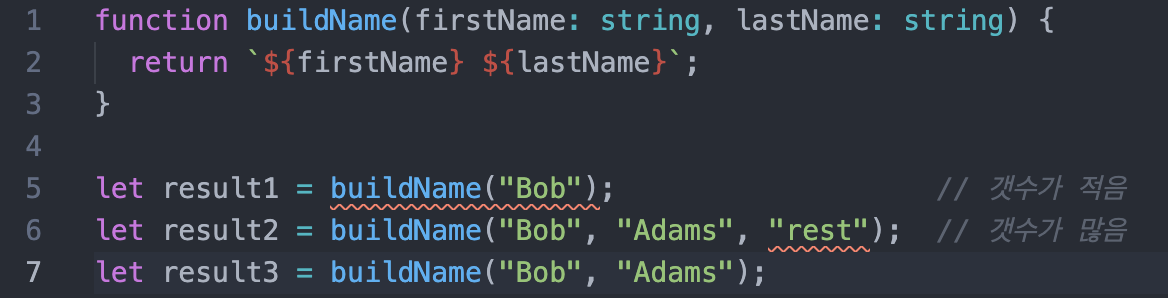 1 function buildName(firstName: string, lastName: string) {
2 return `${firstName} ${lastName}`;
3 }
4
5 let result1 = buildName("Bob"); // 갯수가 적음
6 let result2 = buildName("Bob", "Adams", "rest"); // 갯수가 많음
7 let result3 = buildName("Bob", "Adams");